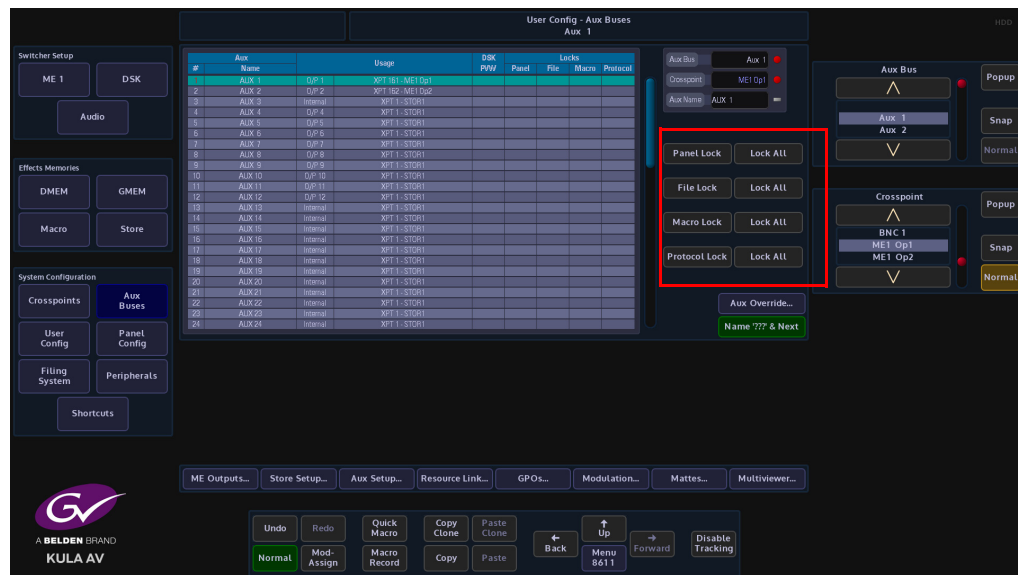 User Config - Aux Buses
Aux 1
HDD
Switcher Setup
ME 1
DSK
Audio
Effects Memories
DMEM
GMEM
Macro
Store
System Configuration
Crosspoints
Aux
Buses
User
Config
Panel
Config
Filing
System
Peripherals
Shortcuts
Aux Usage DSK Locks
# Name PVW Panel File Macro Protocol
1 AUX 1 O/P 1 XPT 161 - ME1 Op1
2 AUX 2 O/P 2 XPT 162 - ME1 Op2
3 AUX 3 Internal XPT 1 - STOR1
4 AUX 4 O/P 4 XPT 1 - STOR1
5 AUX 5 O/P 5 XPT 1 - STOR1
6 AUX 6 O/P 6 XPT 1 - STOR1
7 AUX 7 O/P 7 XPT 1 - STOR1
8 AUX 8 O/P 8 XPT 1 - STOR1
9 AUX 9 O/P 9 XPT 1 - STOR1
10 AUX 10 O/P 10 XPT 1 - STOR1
11 AUX 11 O/P 11 XPT 1 - STOR1
12 AUX 12 O/P 12 XPT 1 - STOR1
13 AUX 13 Internal XPT 1 - STOR1
14 AUX 14 Internal XPT 1 - STOR1
15 AUX 15 Internal XPT 1 - STOR1
16 AUX 16 Internal XPT 1 - STOR1
17 AUX 17 Internal XPT 1 - STOR1
18 AUX 18 Internal XPT 1 - STOR1
19 AUX 19 Internal XPT 1 - STOR1
20 AUX 20 Internal XPT 1 - STOR1
21 AUX 21 Internal XPT 1 - STOR1
22 AUX 22 Internal XPT 1 - STOR1
23 AUX 23 Internal XPT 1 - STOR1
24 AUX 24 Internal XPT 1 - STOR1
Aux Bus Aux 1
Crosspoint ME1 Op1
Aux Name AUX 1
Panel Lock Lock All
File Lock Lock All
Macro Lock Lock All
Protocol Lock Lock All
Aux Override...
Name '???' & Next
Aux Bus
Aux 1
Aux 2
Popup
Snap
Normal
Crosspoint
BNC 1
ME1 Op1
ME1 Op2
Popup
Snap
Normal
ME Outputs... Store Setup... Aux Setup... Resource Link... GPOs... Modulation... Mattes... Multiviewer...
GV
A BELDEN BRAND
KULA AV
Undo
Redo
Quick
Macro
Copy
Clone
Paste
Clone
Normal
Mod-
Assign
Macro
Record
Copy
Paste
Back
Up
Menu
8611
Forward
Disable
Tracking